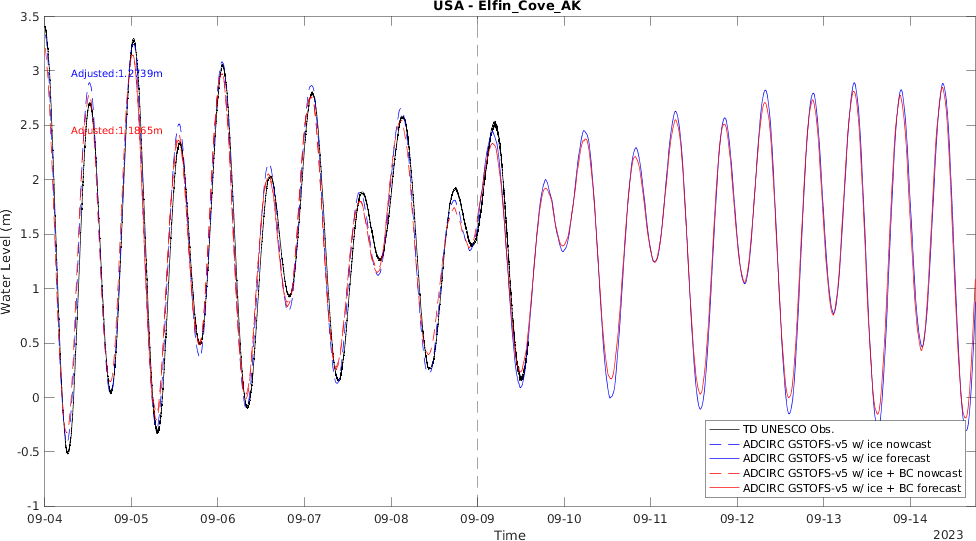 USA - Elfin_Cove_AK
3.5
3
2.5
2
1.5
1
0.5
0
-0.5
-1
Water Level (m)
Adjusted:1.2739m
Adjusted:1.1865m
TD UNESCO Obs.
ADCIRC GSTOFS-v5 w/ ice nowcast
ADCIRC GSTOFS-v5 w/ ice forecast
ADCIRC GSTOFS-v5 w/ ice + BC nowcast
ADCIRC GSTOFS-v5 w/ ice + BC forecast
09-04 09-05 09-06 09-07 09-08 09-09 09-10 09-11 09-12 09-13 09-14
Time
2023